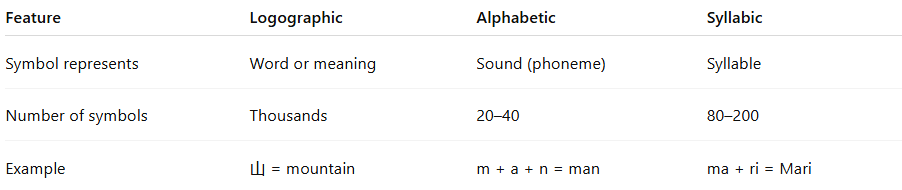 Feature Logographic Alphabetic Syllabic
Symbol represents Word or meaning Sound (phoneme) Syllable
Number of symbols Thousands 20–40 80–200
Example 山 = mountain m + a + n = man ma + ri = Mari